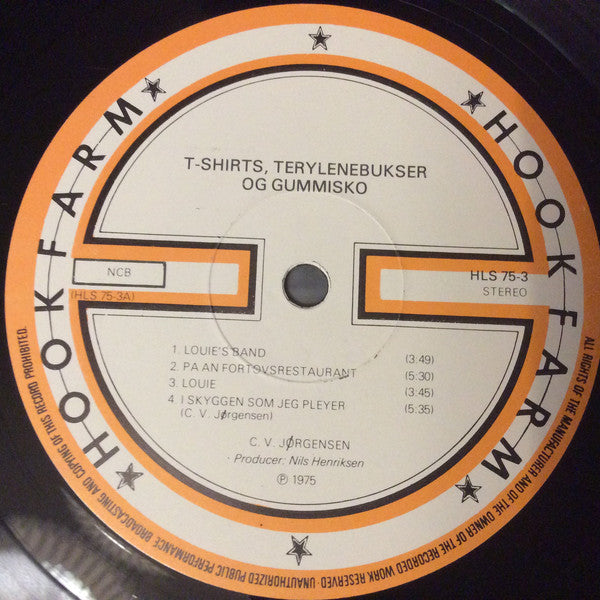 HOOKFARM
HOOKFARM
T-SHIRTS, TERYLENEBUKSER
OG GUMMISKO
NCB
(HLS 75-3A)
HLS 75-3
STEREO
1. LOUIE'S BAND (3:49)
2. PA AN FORTOVSRESTAURANT (5:30)
3. LOUIE (3:45)
4. I SKYGGEN SOM JEG PLEYER (5:35)
(C. V. Jørgensen)
C. V. JØRGENSEN
Producer: Nils Henriksen
Ⓟ 1975
ALL RIGHTS OF THE MANUFACTURER AND OF THE OWNER OF THE RECORDED WORK RESERVED · UNAUTHORIZED PUBLIC PERFORMANCE BROADCASTING AND COPYING OF THIS RECORD PROHIBITED.